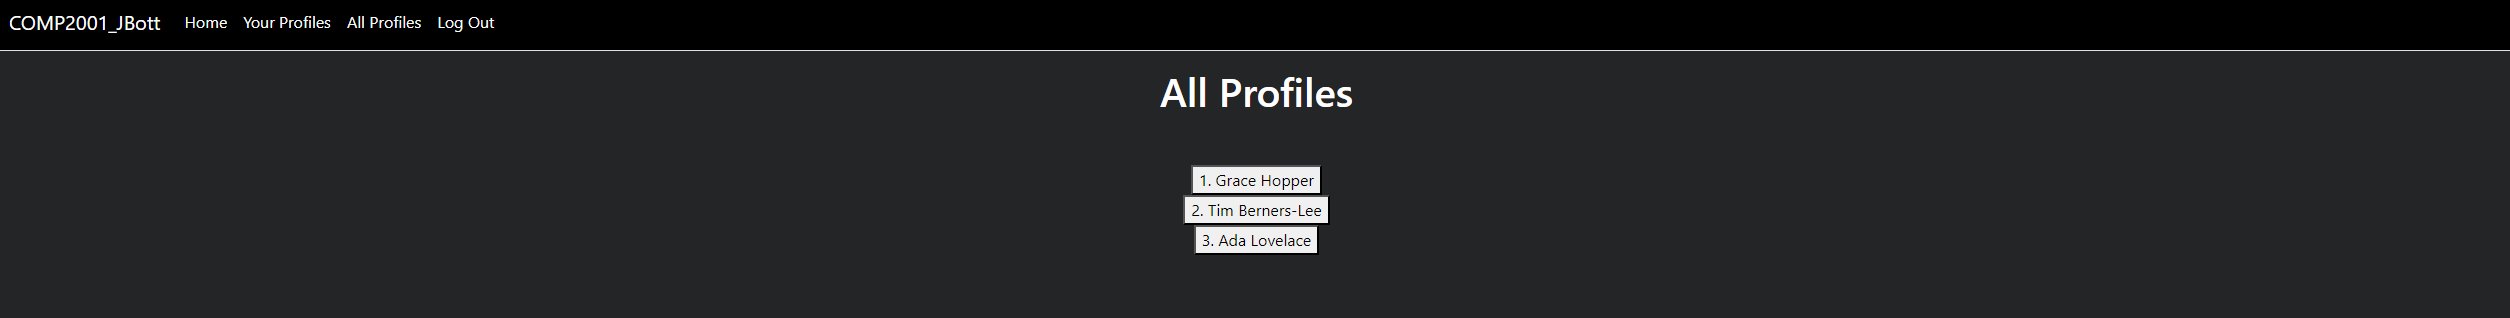 COMP2001_JBott Home Your Profiles All Profiles Log Out
All Profiles
1. Grace Hopper
2. Tim Berners-Lee
3. Ada Lovelace